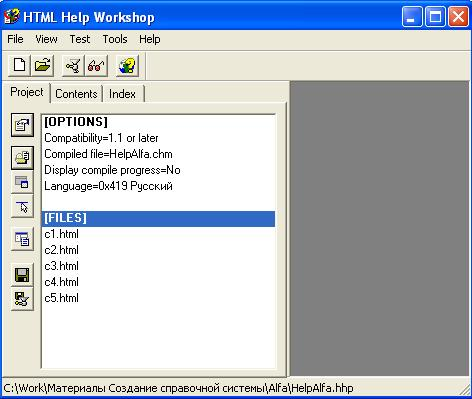 HTML Help Workshop
File View Test Tools Help
Project Contents Index
[OPTIONS]
Compatibility=1.1 or later
Compiled file=HelpAlfa.chm
Display compile progress=No
Language=0x419 Русский
[FILES]
c1.html
c2.html
c3.html
c4.html
c5.html
C:\Work\Материалы Создание справочной системы\Alfa\HelpAlfa.hhp